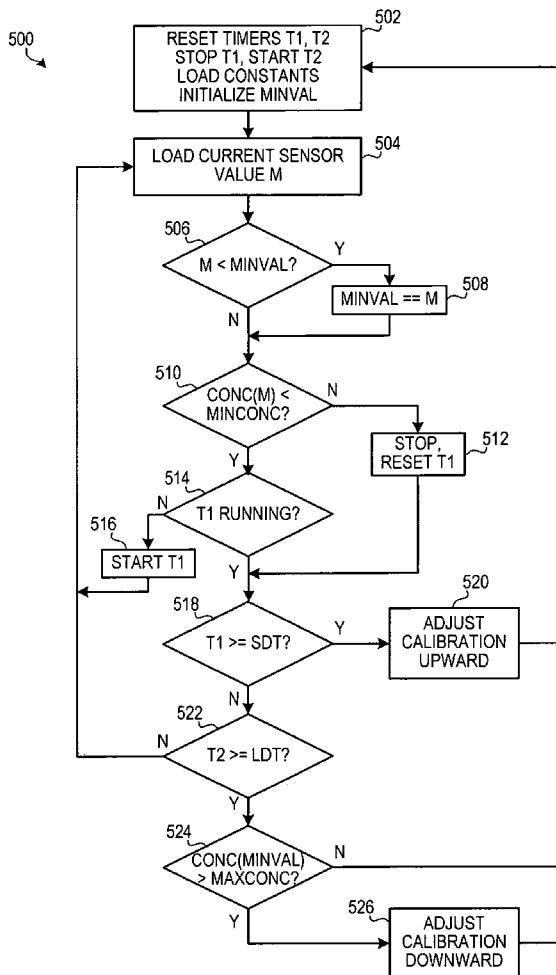 500
502
RESET TIMERS T1, T2
STOP T1, START T2
LOAD CONSTANTS
INITIALIZE MINVAL
504
LOAD CURRENT SENSOR
VALUE M
506
M < MINVAL?
Y
N
508
MINVAL == M
510
CONC(M) <
MINCONC?
N
Y
512
STOP,
RESET T1
514
T1 RUNNING?
N
Y
516
START T1
518
T1 >= SDT?
Y
N
520
ADJUST
CALIBRATION
UPWARD
522
T2 >= LDT?
N
Y
524
CONC(MINVAL)
> MAXCONC?
N
Y
526
ADJUST
CALIBRATION
DOWNWARD